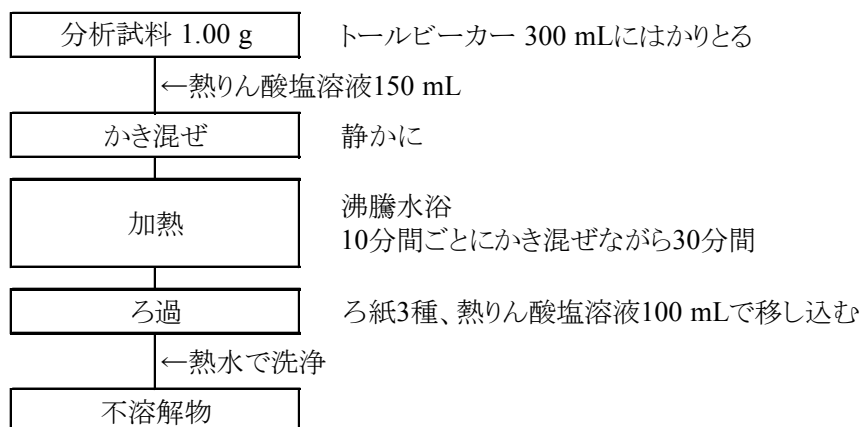 分析試料 1.00 g トールビーカー 300 mLにはかりとる
←熱りん酸塩溶液150 mL
かき混ぜ 静かに
沸騰水浴
加熱
10分間ごとにかき混ぜながら30分間
ろ過 ろ紙3種、熱りん酸塩溶液100 mLで移し込む
←熱水で洗浄
不溶解物